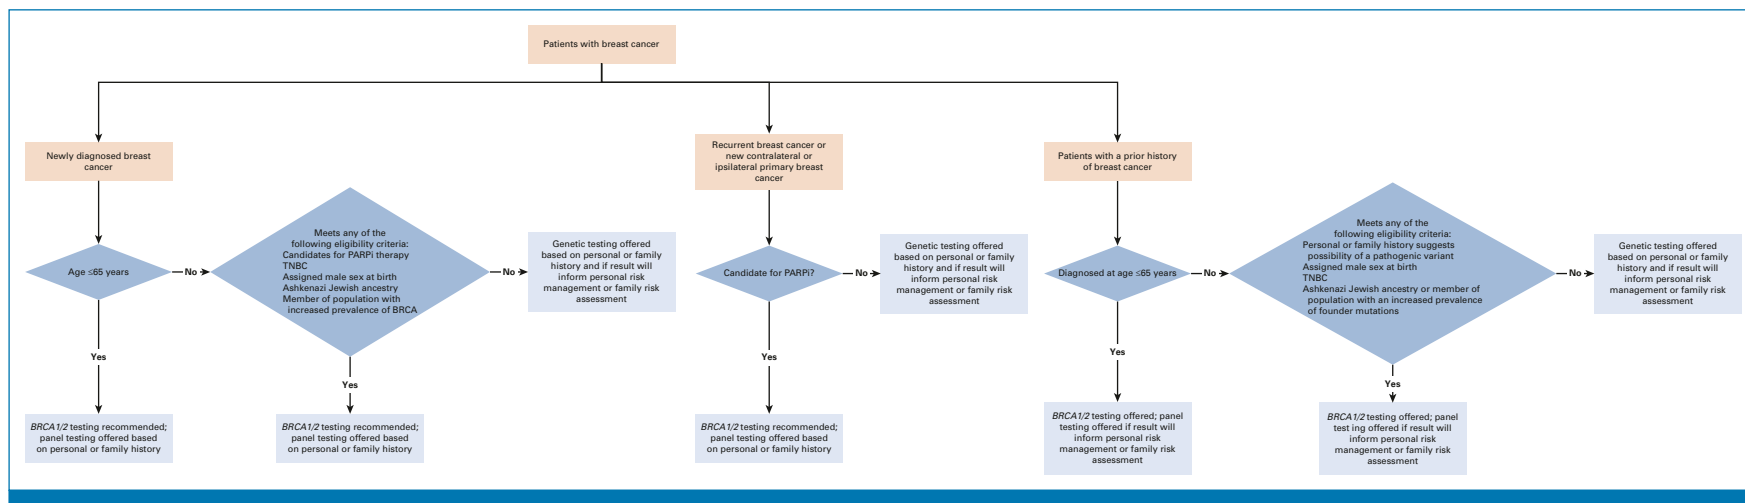 Patients with breast cancer
Newly diagnosed breast
cancer
Age ≤65 years
No
Yes
BRCA1/2 testing recommended;
panel testing offered based
on personal or family history
Meets any of the
following eligibility criteria:
Candidates for PARPi therapy
TNBC
Assigned male sex at birth
Ashkenazi Jewish ancestry
Member of population with
increased prevalence of BRCA
No
Yes
BRCA1/2 testing recommended;
panel testing offered based
on personal or family history
Genetic testing offered
based on personal or family
history and if result will
inform personal risk
management or family risk
assessment
Recurrent breast cancer or
new contralateral or
ipsilateral primary breast
cancer
Candidate for PARPi?
No
Yes
BRCA1/2 testing recommended;
panel testing offered based
on personal or family history
Genetic testing offered
based on personal or family
history and if result will
inform personal risk
management or family risk
assessment
Patients with a prior history
of breast cancer
Diagnosed at age ≤65 years
No
Yes
BRCA1/2 testing offered; panel
testing offered if result will
inform personal risk
management or family risk
assessment
Meets any of the
following eligibility criteria:
Personal or family history suggests
possibility of a pathogenic variant
Assigned male sex at birth
TNBC
Ashkenazi Jewish ancestry or member of
population with an increased prevalence
of founder mutations
No
Yes
BRCA1/2 testing offered; panel
test ing offered if result will
inform personal risk
management or family risk
assessment
Genetic testing offered
based on personal or family
history and if result will
inform personal risk
management or family risk
assessment